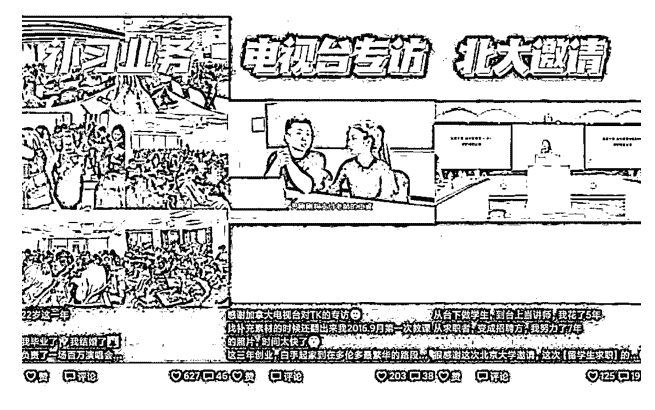 补习业务
电视台专访
北大邀请
22岁这一年
我毕业了
我结婚了
负责了一场百万演唱会
赞
评论
627
46
感谢加拿大电视台对TK的专访
我补充素材的时候还翻出来我2016.9月第一次教课
的照片，时间太快了
这三年创业，白手起家到在多伦多最繁华的路段...
赞
评论
203
38
从台下做学生，到台上当讲师，我花了5年
从求职者，变成招聘方，我努力了7年
很感谢这次北京大学邀请，这次【留学生求职】的...
赞
评论
125
19